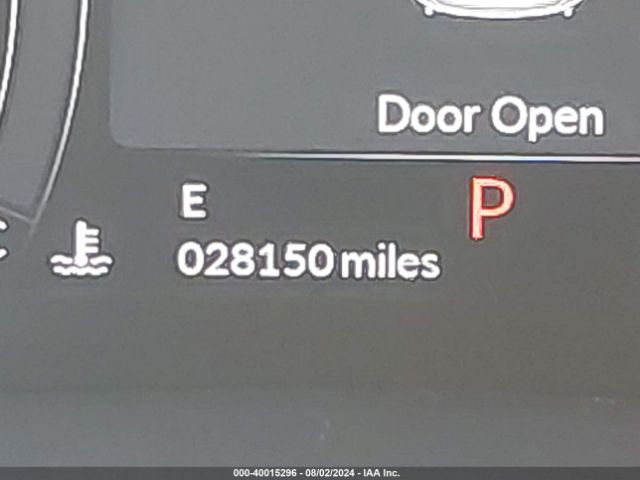 Door Open
E
P
028150 miles
000-40015296 - 08/02/2024 - IAA Inc.